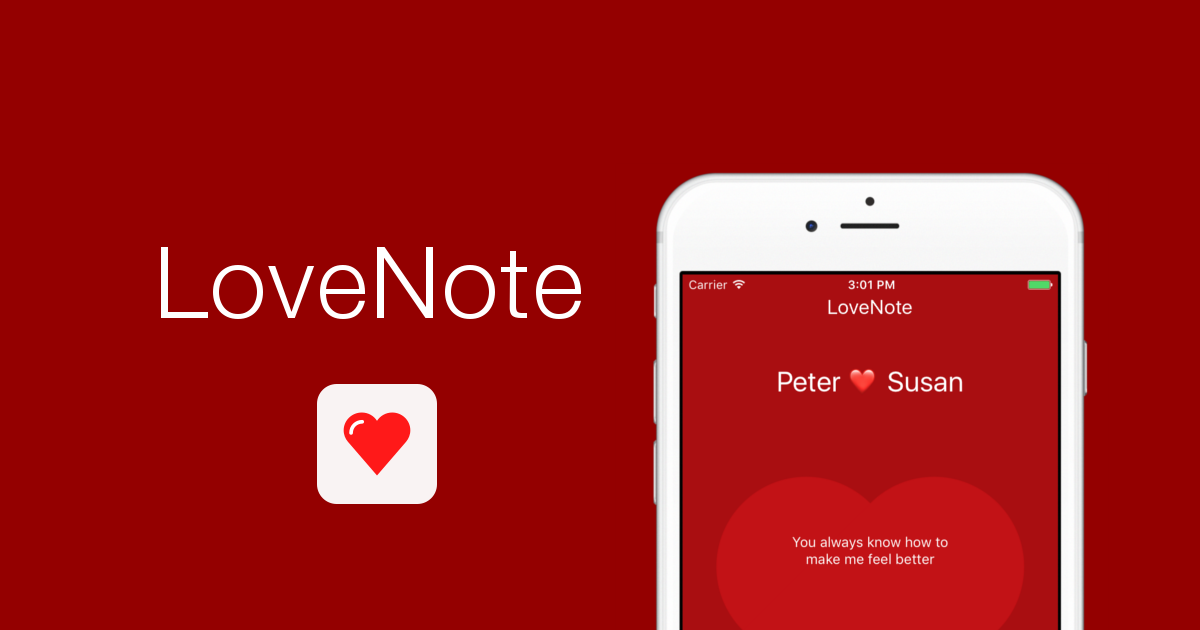 LoveNote
Carrier 3:01 PM
LoveNote
Peter ❤️ Susan
You always know how to
make me feel better